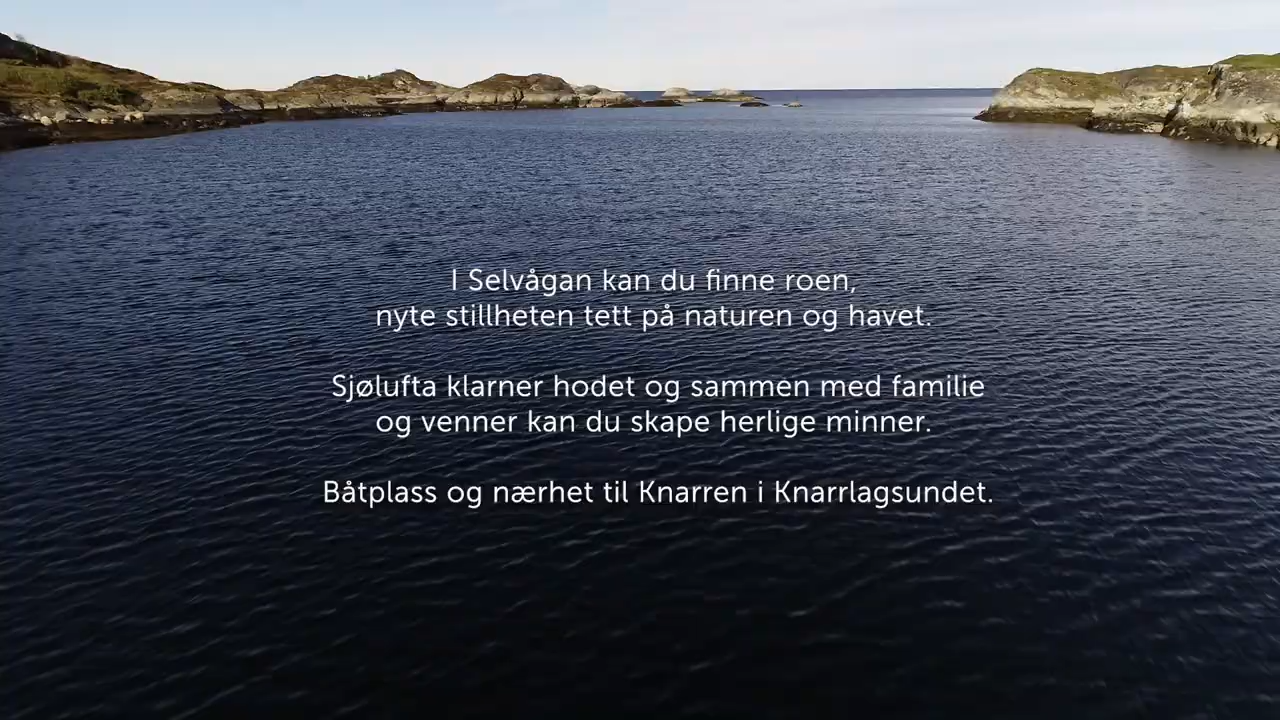 I Selvågan kan du finne roen,
nyte stillheten tett på naturen og havet.
Sjølufta klarner hodet og sammen med familie
og venner kan du skape herlige minner.
Båtplass og nærhet til Knarren i Knarrlagsundet.